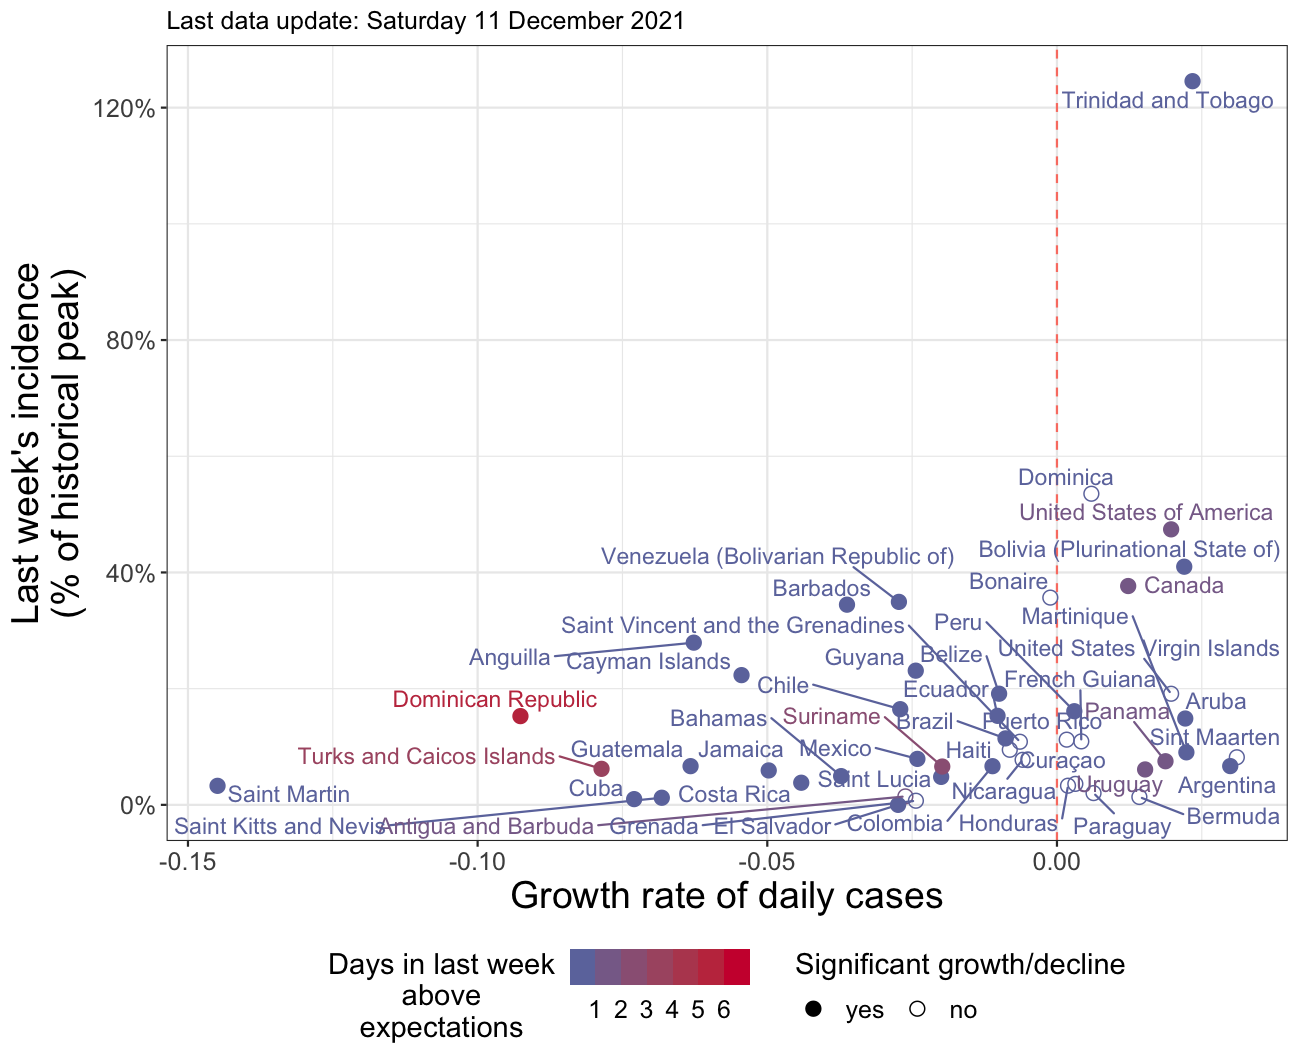 Last data update: Saturday 11 December 2021
Last week's incidence
(% of historical peak)
120%
80%
40%
0%
Trinidad and Tobago
Dominica
United States of America
Bolivia (Plurinational State of)
Venezuela (Bolivarian Republic of)
Bonaire
Canada
Barbados
Martinique
Saint Vincent and the Grenadines
Peru
United States Virgin Islands
Anguilla
Cayman Islands
Guyana
Belize
Chile
Ecuador
French Guiana
Dominican Republic
Aruba
Bahamas
Suriname
Brazil
Puerto Rico
Panama
Sint Maarten
Turks and Caicos Islands
Guatemala
Jamaica
Mexico
Haiti
Curaçao
Saint Martin
Cuba
Costa Rica
Saint Lucia
Nicaragua
Uruguay
Argentina
Saint Kitts and Nevis
Antigua and Barbuda
Grenada
El Salvador
Colombia
Honduras
Paraguay
Bermuda
-0.15
-0.10
-0.05
0.00
Growth rate of daily cases
Days in last week
above
expectations
1 2 3 4 5 6
Significant growth/decline
yes
no